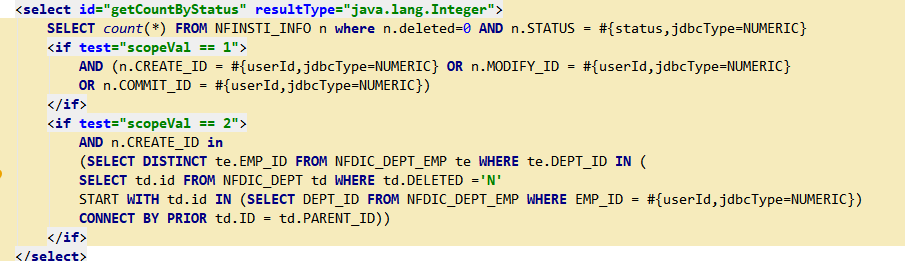 <select id="getCountByStatus" resultType="java.lang.Integer">
SELECT count(*) FROM NFINSTI_INFO n where n.deleted=0 AND n.STATUS = #{status,jdbcType=NUMERIC}
<if test="scopeVal == 1">
AND (n.CREATE_ID = #{userId,jdbcType=NUMERIC} OR n.MODIFY_ID = #{userId,jdbcType=NUMERIC}
OR n.COMMIT_ID = #{userId,jdbcType=NUMERIC})
</if>
<if test="scopeVal == 2">
AND n.CREATE_ID in
(SELECT DISTINCT te.EMP_ID FROM NFDIC_DEPT_EMP te WHERE te.DEPT_ID IN (
SELECT td.id FROM NFDIC_DEPT td WHERE td.DELETED ='N'
START WITH td.id IN (SELECT DEPT_ID FROM NFDIC_DEPT_EMP WHERE EMP_ID = #{userId,jdbcType=NUMERIC})
CONNECT BY PRIOR td.ID = td.PARENT_ID))
</if>
</select>